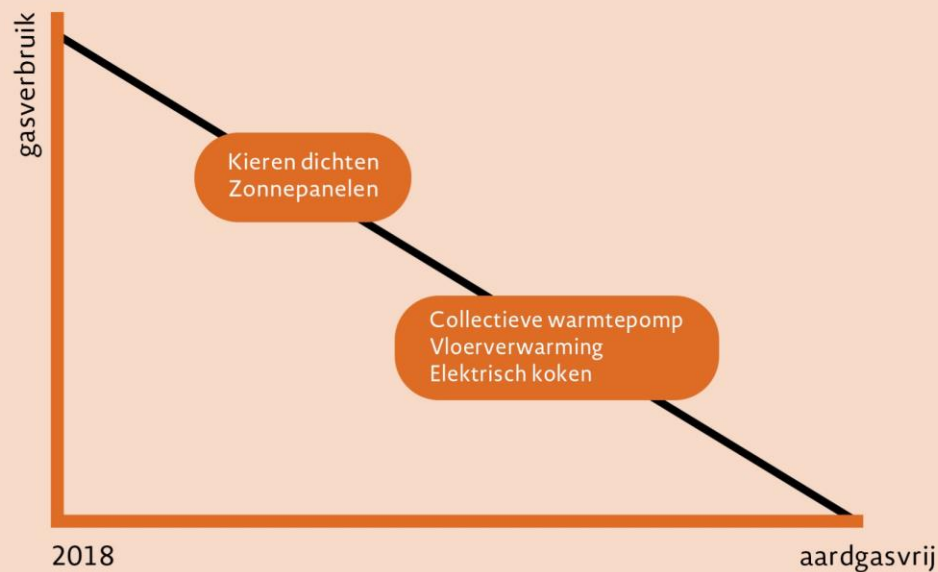 gasverbruik
Kieren dichten
Zonnepanelen
Collectieve warmtepomp
Vloerverwarming
Elektrisch koken
2018
aardgasvrij